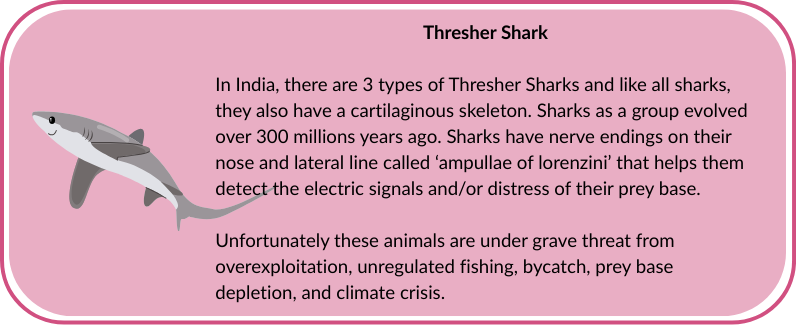 Thresher Shark
In India, there are 3 types of Thresher Sharks and like all sharks,
they also have a cartilaginous skeleton. Sharks as a group evolved
over 300 millions years ago. Sharks have nerve endings on their
nose and lateral line called ‘ampullae of lorenzini’ that helps them
detect the electric signals and/or distress of their prey base.
Unfortunately these animals are under grave threat from
overexploitation, unregulated fishing, bycatch, prey base
depletion, and climate crisis.